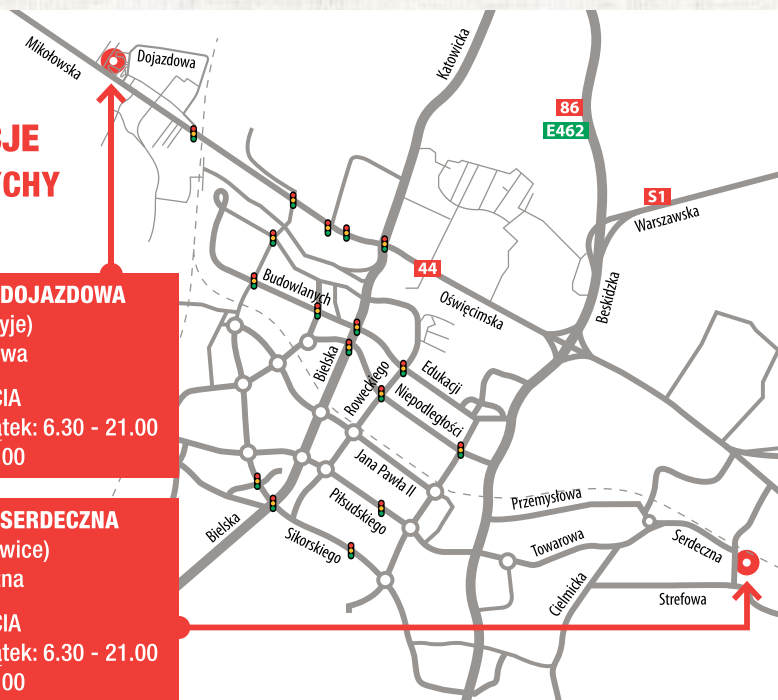 Mikołowska
Dojazdowa
Katowicka
86
E462
S1
Warszawska
44
Oświęcimska
Beskidzka
Budowlanych
Bielska
Roweckiego
Edukacji
Niepodległości
Jana Pawła II
Piłsudskiego
Sikorskiego
Bielska
Przemysłowa
Towarowa
Serdeczna
Cielmicka
Strefowa
CJE
YCHY
DOJAZDOWA
yje)
wa
CIA
ątek: 6.30 - 21.00
00
SERDECZNA
wice)
zna
CIA
ątek: 6.30 - 21.00
00